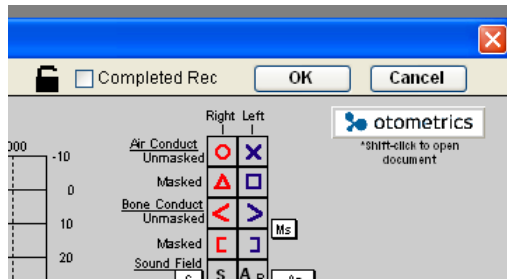 Completed Rec OK Cancel
Right Left
otometrics
*Shift-click to open
document
000
-10
0
10
20
Air Conduct
Unmasked
Masked
Bone Conduct
Unmasked
Masked
Ms
Sound Field
S A R